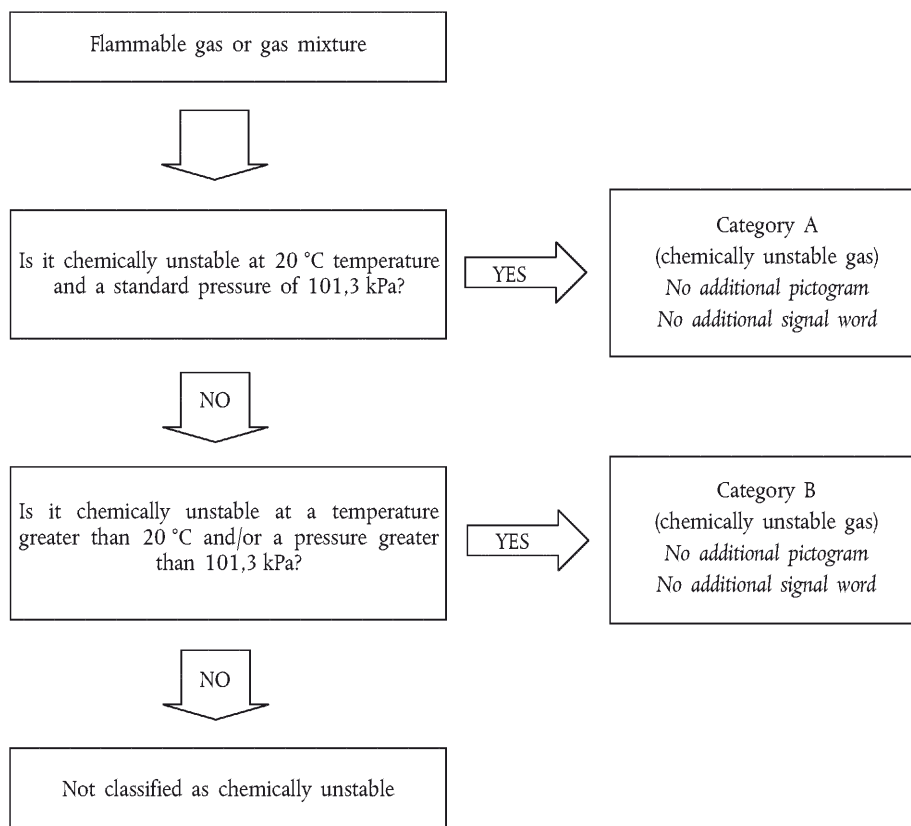 Flammable gas or gas mixture
Is it chemically unstable at 20 °C temperature
and a standard pressure of 101,3 kPa?
YES
Category A
(chemically unstable gas)
No additional pictogram
No additional signal word
NO
Is it chemically unstable at a temperature
greater than 20 °C and/or a pressure greater
than 101,3 kPa?
YES
Category B
(chemically unstable gas)
No additional pictogram
No additional signal word
NO
Not classified as chemically unstable